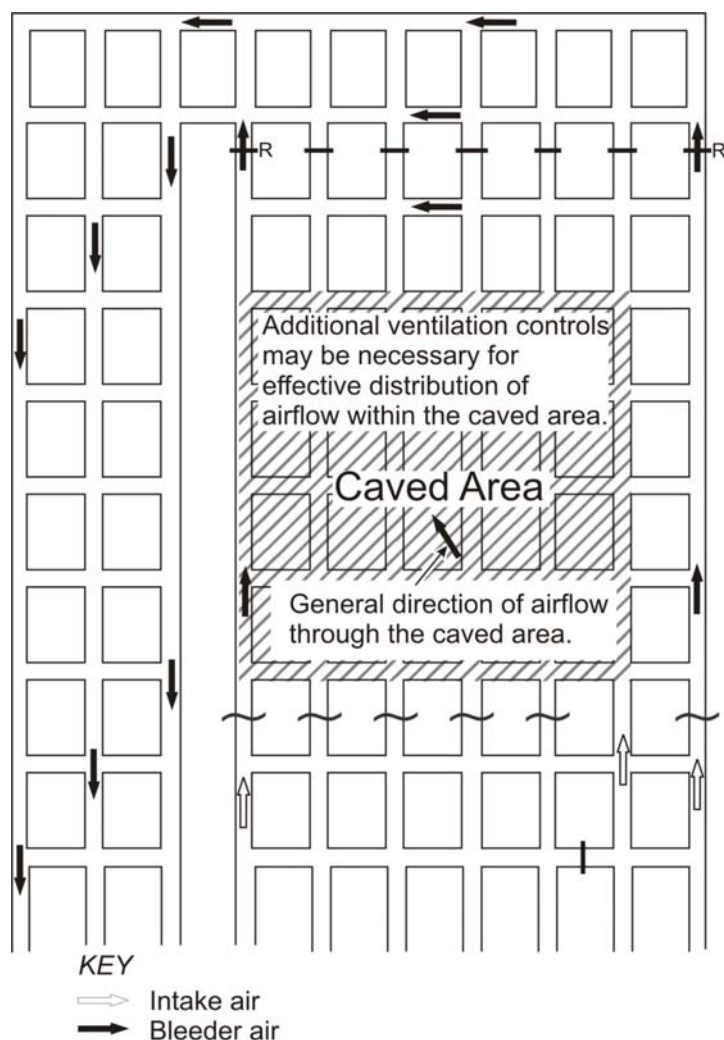 R
R
Additional ventilation controls
may be necessary for
effective distribution of
airflow within the caved area.
Caved Area
General direction of airflow
through the caved area.
KEY
Intake air
Bleeder air